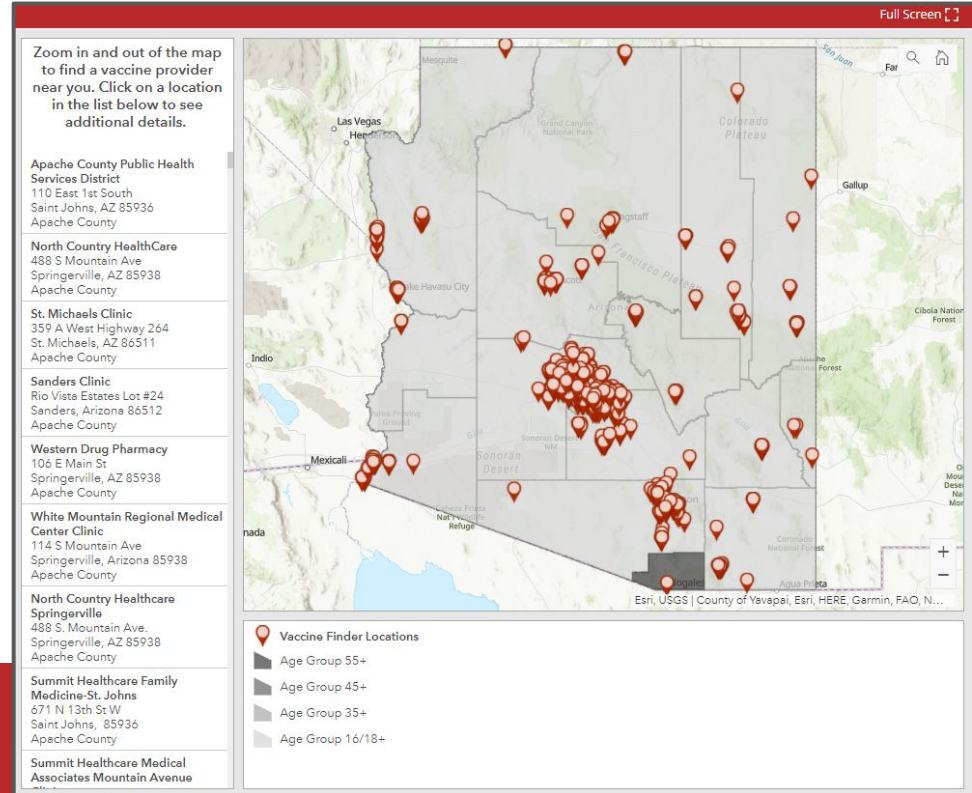 Full Screen
Zoom in and out of the map
to find a vaccine provider
near you. Click on a location
in the list below to see
additional details.
Apache County Public Health
Services District
110 East 1st South
Saint Johns, AZ 85936
Apache County
North Country HealthCare
488 S Mountain Ave
Springerville, AZ 85938
Apache County
St. Michaels Clinic
359 A West Highway 264
St. Michaels, AZ 86511
Apache County
Sanders Clinic
Rio Vista Estates Lot #24
Sanders, Arizona 86512
Apache County
Western Drug Pharmacy
106 E Main St
Springerville, AZ 85938
Apache County
White Mountain Regional Medical
Center Clinic
114 S Mountain Ave
Springerville, Arizona 85938
Apache County
North Country Healthcare
Springerville
488 S. Mountain Ave.
Springerville, AZ 85938
Apache County
Summit Healthcare Family
Medicine-St. Johns
671 N 13th St W
Saint Johns, 85936
Apache County
Summit Healthcare Medical
Associates Mountain Avenue
San Juan
Mesquite
Las Vegas
Grand Canyon
National Park
Colorado
Plateau
Gallup
San Francisco Plateau
Cibola Nation
Forest
Indio
Forest
Gila
Mexicali
Sonoran
Desert
Sonoran Desert
NM
Cabeza Prieta
Nat'l Wildlife
Refuge
Coronado
National Forest
Agua Prieta
+
−
Esri, USGS | County of Yavapai, Esri, HERE, Garmin, FAO, N...
Vaccine Finder Locations
Age Group 55+
Age Group 45+
Age Group 35+
Age Group 16/18+